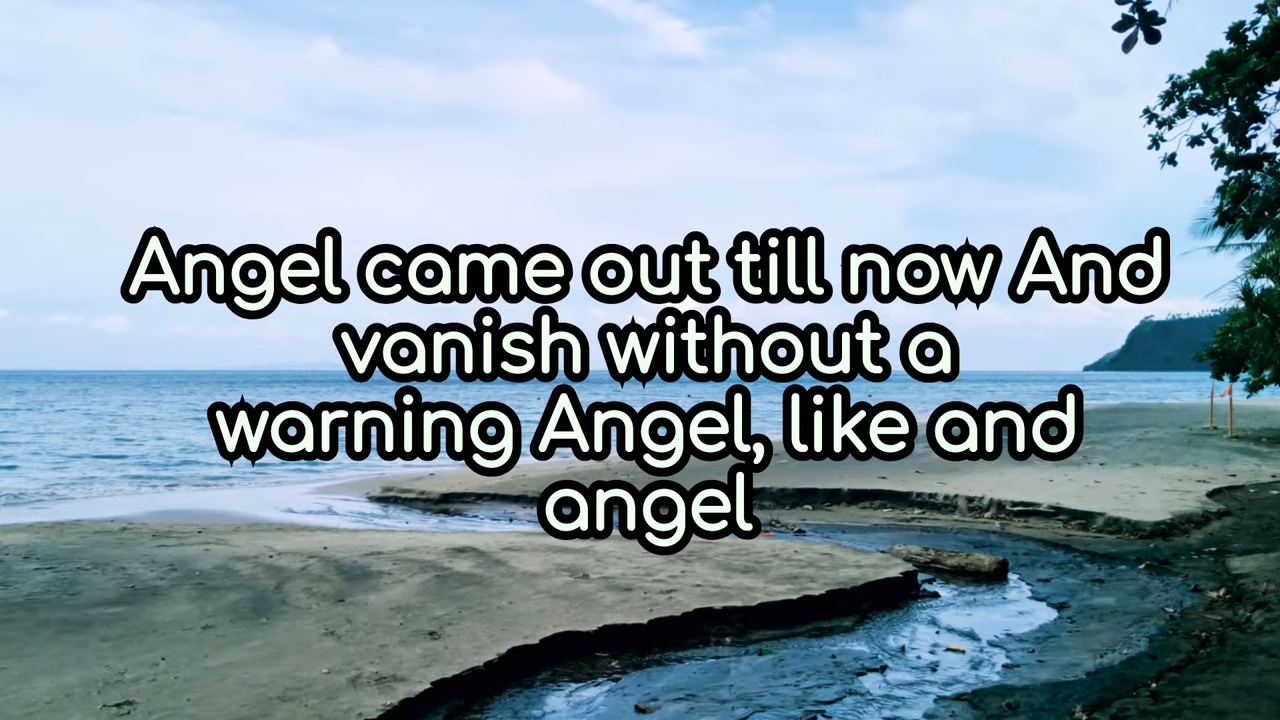 Angel came out till now And
vanish without a
warning Angel, like and
angel